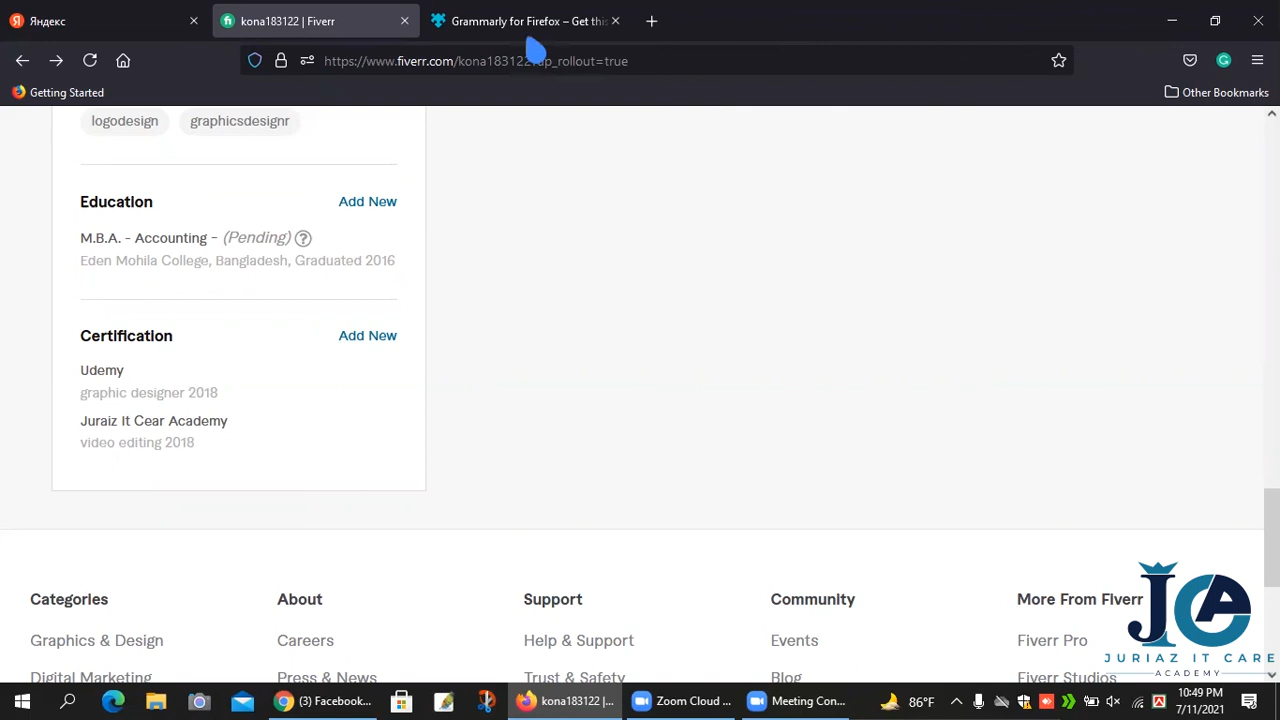 Яндекс
kona183122 | Fiverr
Grammarly for Firefox – Get this
https://www.fiverr.com/kona183122?up_rollout=true
Getting Started
Other Bookmarks
logodesign
graphicsdesignr
Education
Add New
M.B.A. - Accounting - (Pending)
Eden Mohila College, Bangladesh, Graduated 2016
Certification
Add New
Udemy
graphic designer 2018
Juraiz It Cear Academy
video editing 2018
Categories
About
Support
Community
More From Fiverr
Graphics & Design
Careers
Help & Support
Events
Fiverr Pro
Digital Marketing
Press & News
Trust & Safety
Blog
Fiverr Studios
JCA
JURIAZ IT CARE
ACADEMY
(3) Facebook...
kona183122 |...
Zoom Cloud ...
Meeting Con...
86°F
10:49 PM
7/11/2021